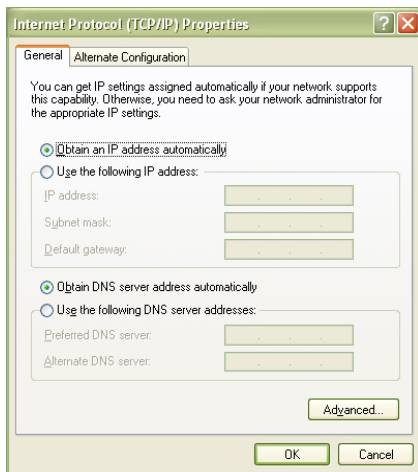 Internet Protocol (TCP/IP) Properties
General
Alternate Configuration
You can get IP settings assigned automatically if your network supports
this capability. Otherwise, you need to ask your network administrator for
the appropriate IP settings.
Obtain an IP address automatically
Use the following IP address:
IP address:
Subnet mask:
Default gateway:
Obtain DNS server address automatically
Use the following DNS server addresses:
Preferred DNS server:
Alternate DNS server:
Advanced...
OK
Cancel